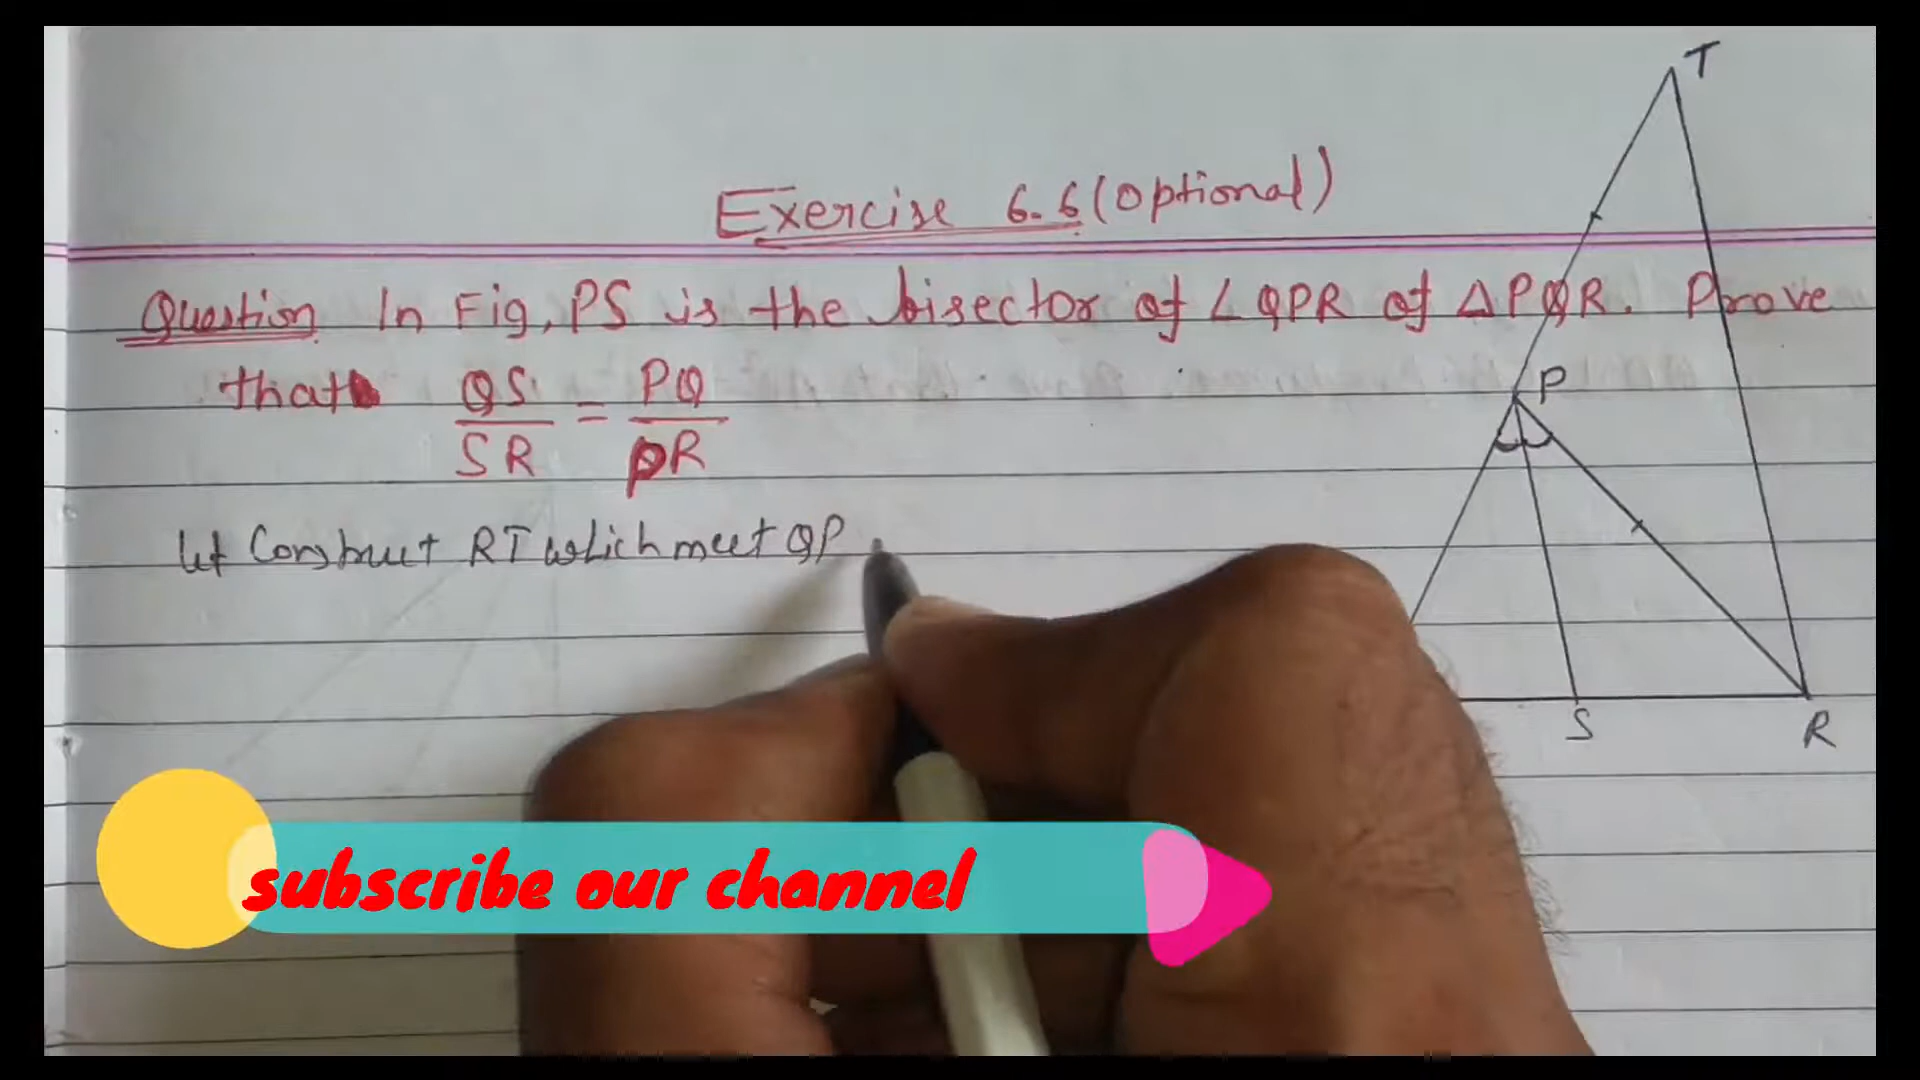 T
Exercise 6.6 (Optional)
Question In Fig, PS is the bisector of ∠QPR of ΔPQR. Prove
that QS/SR = PQ/PR
P
let Construct RT which meet QP
S
R
subscribe our channel